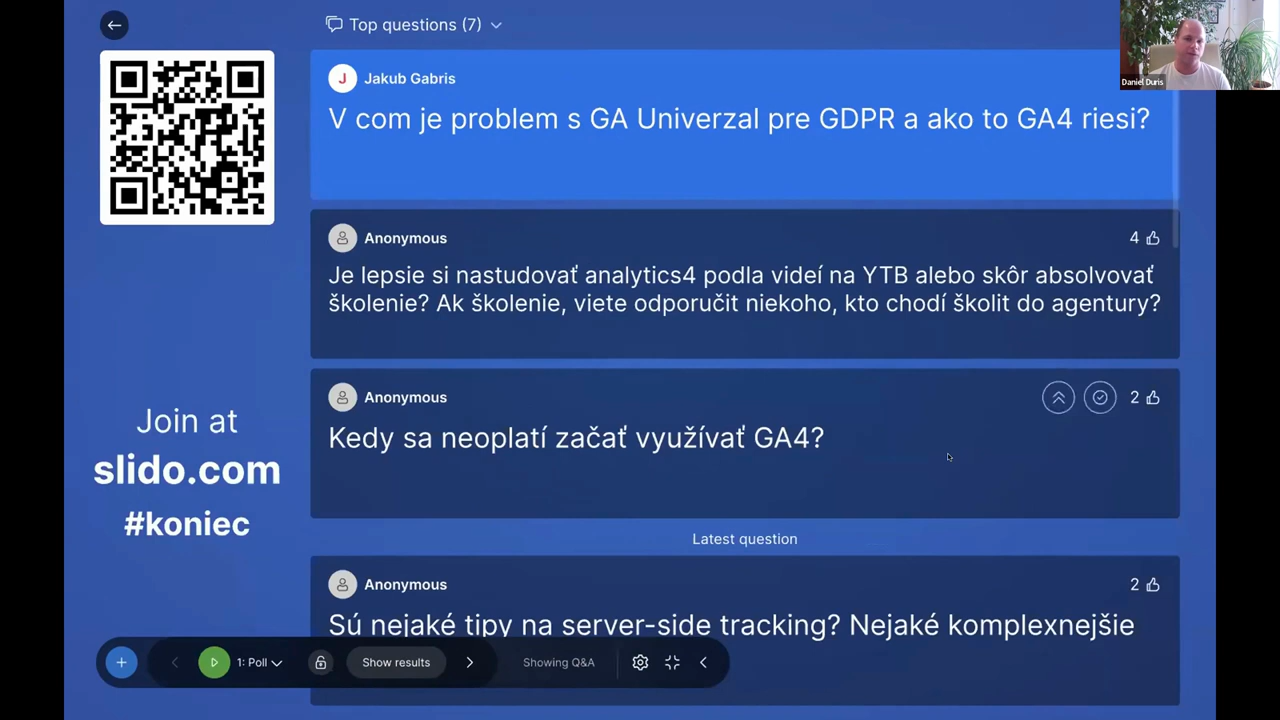 Top questions (7)
Daniel Duris
J
Jakub Gabris
V com je problem s GA Univerzal pre GDPR a ako to GA4 riesi?
Anonymous
4
Je lepsie si nastudovať analytics4 podla videí na YTB alebo skôr absolvovať
školenie? Ak školenie, viete odporučit niekoho, kto chodí školit do agentury?
Anonymous
2
Kedy sa neoplatí začať využívať GA4?
Join at
slido.com
#koniec
Latest question
Anonymous
2
Sú nejaké tipy na server-side tracking? Nejaké komplexnejšie
1: Poll
Show results
Showing Q&A